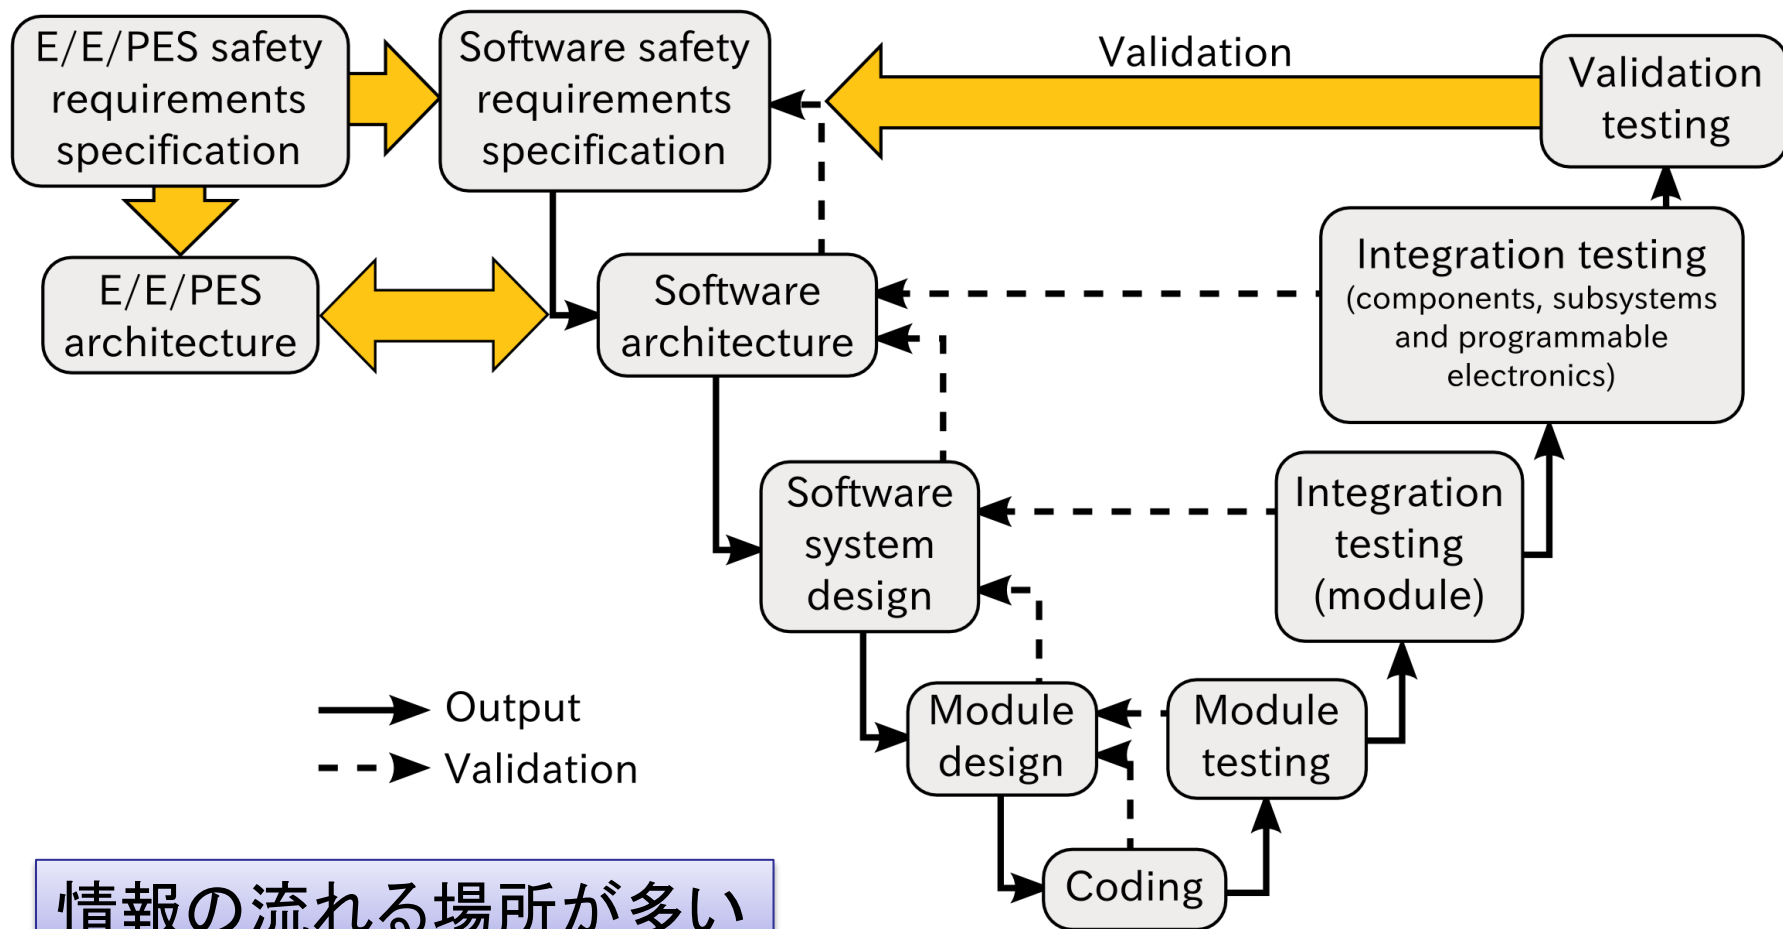 E/E/PES safety
requirements
specification
Software safety
requirements
specification
Validation
Validation
testing
E/E/PES
architecture
Software
architecture
Integration testing
(components, subsystems
and programmable
electronics)
Software
system
design
Integration
testing
(module)
Output
Validation
Module
design
Module
testing
Coding
情報の流れる場所が多い